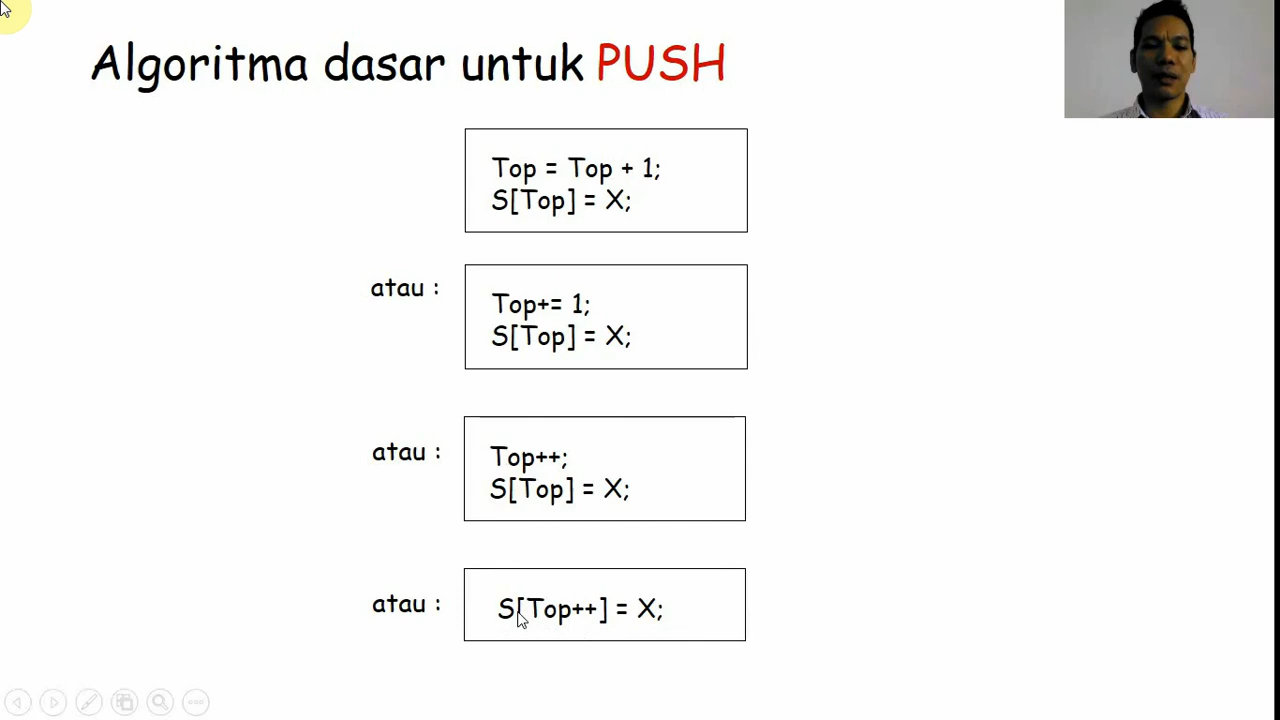 Algoritma dasar untuk PUSH
Top = Top + 1;
S[Top] = X;
atau :
Top+= 1;
S[Top] = X;
atau :
Top++;
S[Top] = X;
atau :
S[Top++] = X;